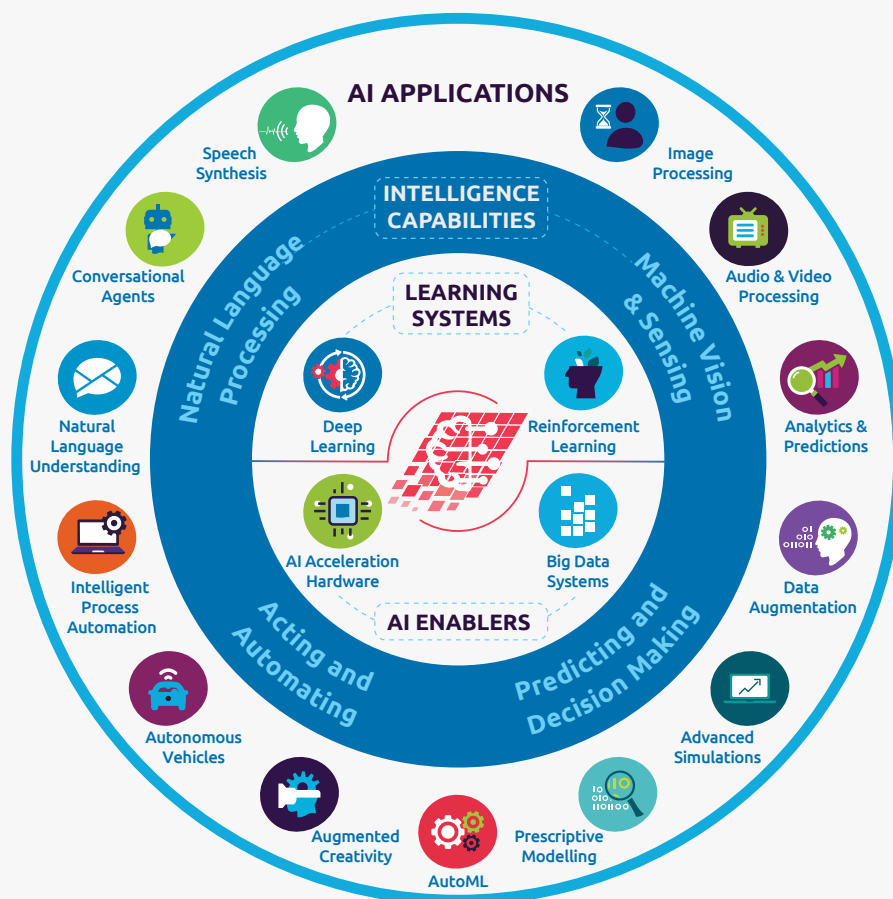 AI APPLICATIONS
Speech
Synthesis
Image
Processing
Conversational
Agents
Audio & Video
Processing
Natural
Language
Understanding
Analytics &
Predictions
Intelligent
Process
Automation
Data
Augmentation
Autonomous
Vehicles
Advanced
Simulations
Augmented
Creativity
AutoML
Prescriptive
Modelling
INTELLIGENCE
CAPABILITIES
Natural Language
Processing
Machine Vision
& Sensing
Acting and
Automating
Predicting and
Decision Making
LEARNING
SYSTEMS
Deep
Learning
Reinforcement
Learning
AI Acceleration
Hardware
Big Data
Systems
AI ENABLERS